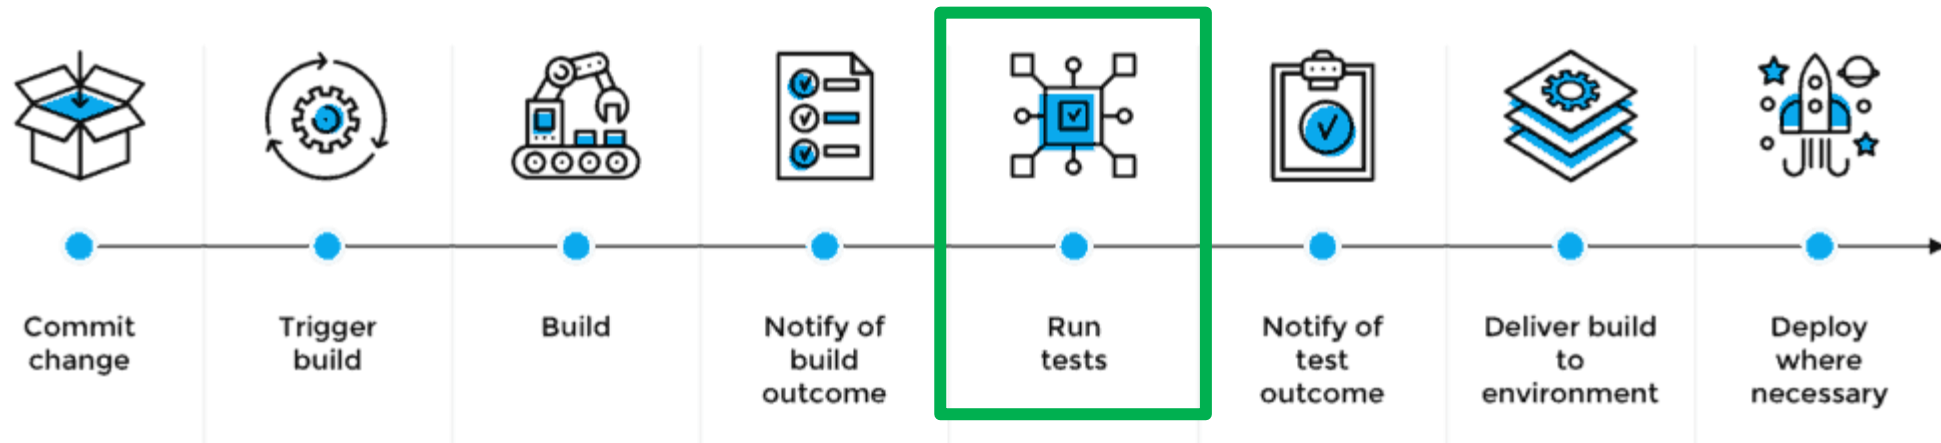 Commit
change
Trigger
build
Build
Notify of
build
outcome
Run
tests
Notify of
test
outcome
Deliver build
to
environment
Deploy
where
necessary